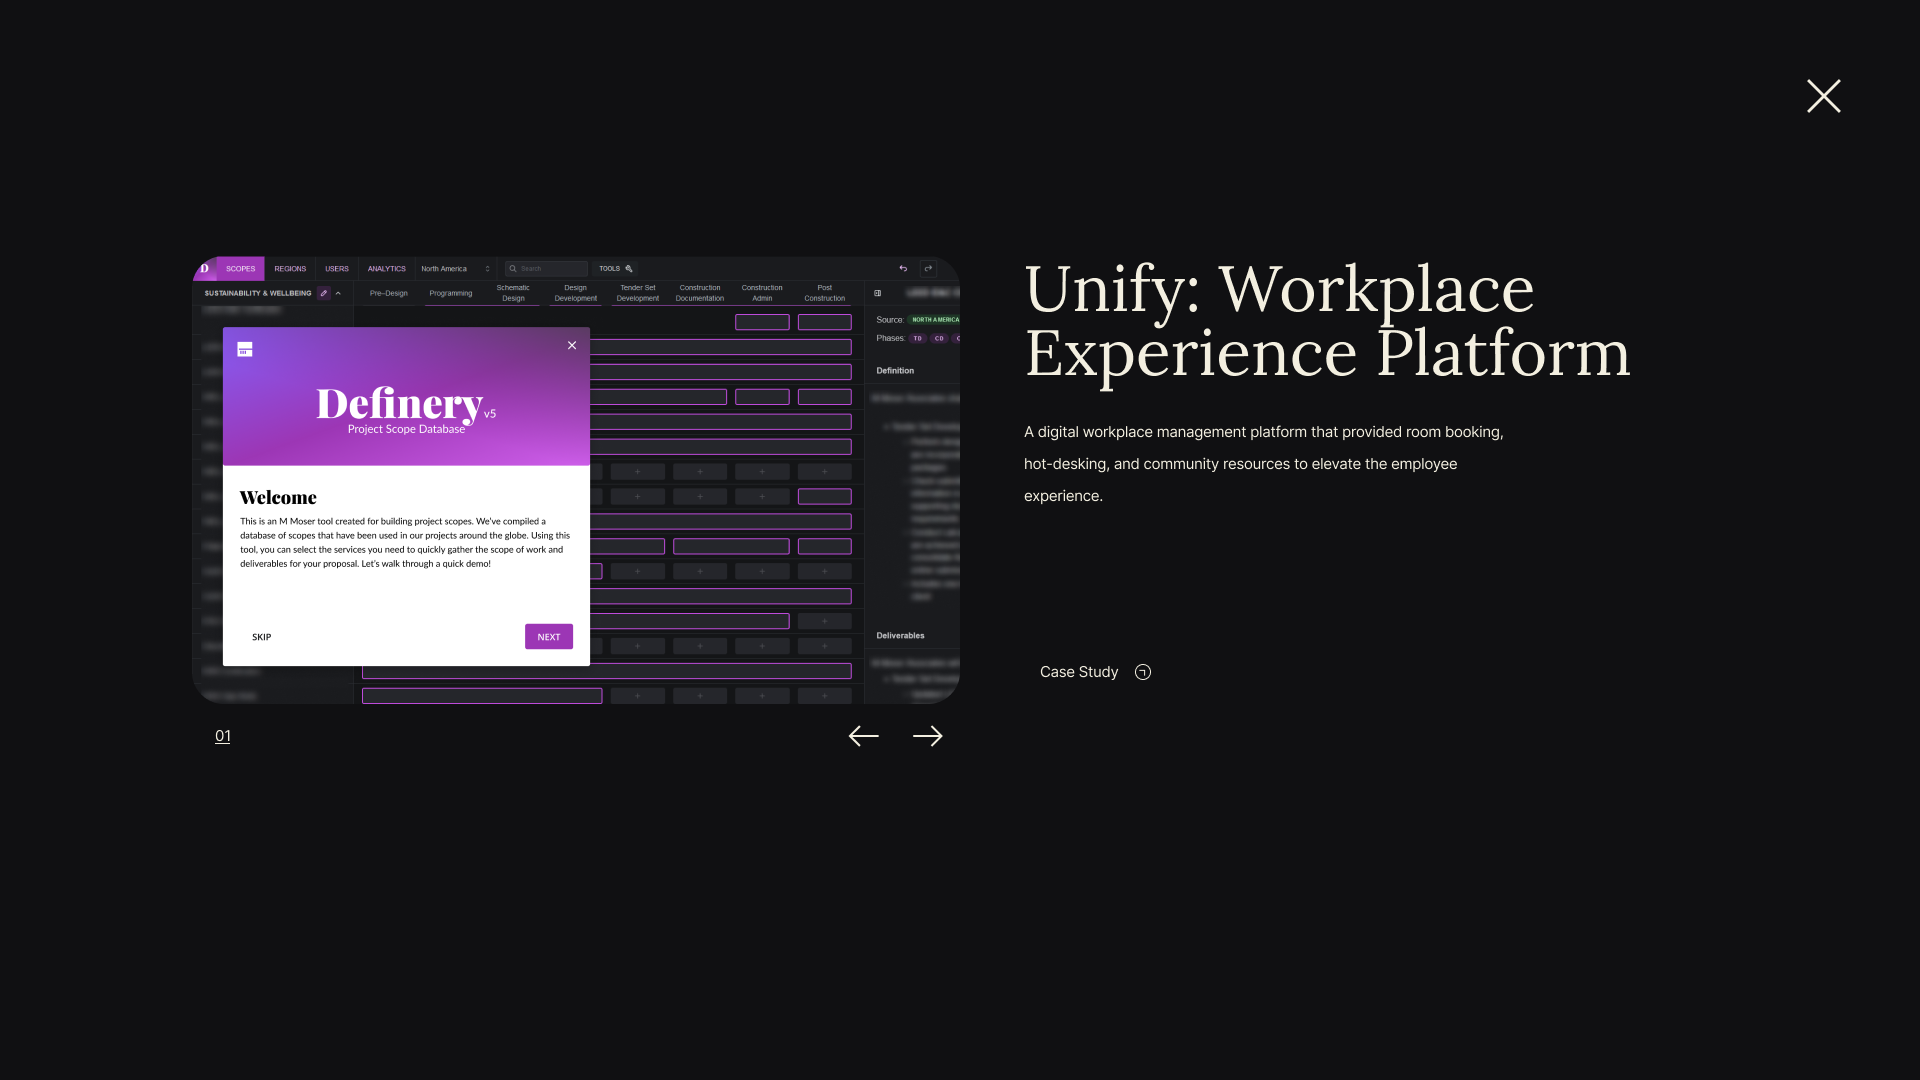 D SCOPES REGIONS USERS ANALYTICS North America Search TOOLS
SUSTAINABILITY & WELLBEING
Pre-Design
Programming
Schematic
Design
Design
Development
Tender Set
Development
Construction
Documentation
Construction
Admin
Post
Construction
Source: NORTH AMERICA
Phases: TD CD
Definition
Deliverables
Definery v5
Project Scope Database
Welcome
This is an M Moser tool created for building project scopes. We've compiled a
database of scopes that have been used in our projects around the globe. Using this
tool, you can select the services you need to quickly gather the scope of work and
deliverables for your proposal. Let's walk through a quick demo!
SKIP
NEXT
01
Unify: Workplace
Experience Platform
A digital workplace management platform that provided room booking,
hot-desking, and community resources to elevate the employee
experience.
Case Study